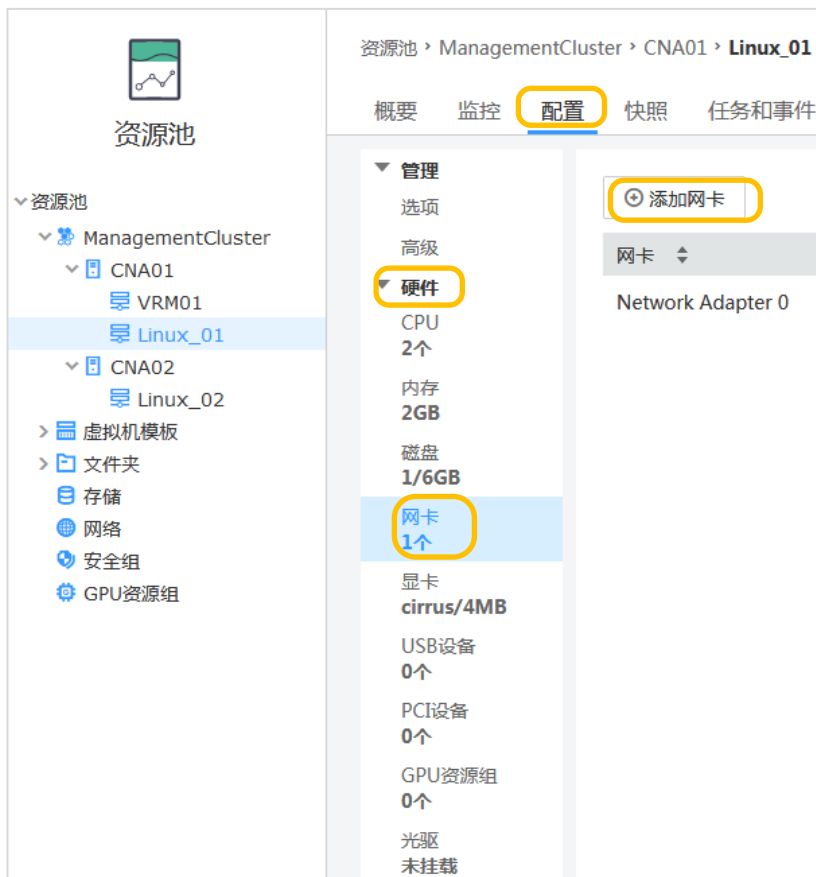 资源池
资源池
ManagementCluster
CNA01
VRM01
Linux_01
CNA02
Linux_02
虚拟机模板
文件夹
存储
网络
安全组
GPU资源组
资源池 › ManagementCluster › CNA01 › Linux_01
概要 监控 配置 快照 任务和事件
管理
选项
高级
硬件
CPU
2个
内存
2GB
磁盘
1/6GB
网卡
1个
显卡
cirrus/4MB
USB设备
0个
PCI设备
0个
GPU资源组
0个
光驱
未挂载
添加网卡
网卡
Network Adapter 0